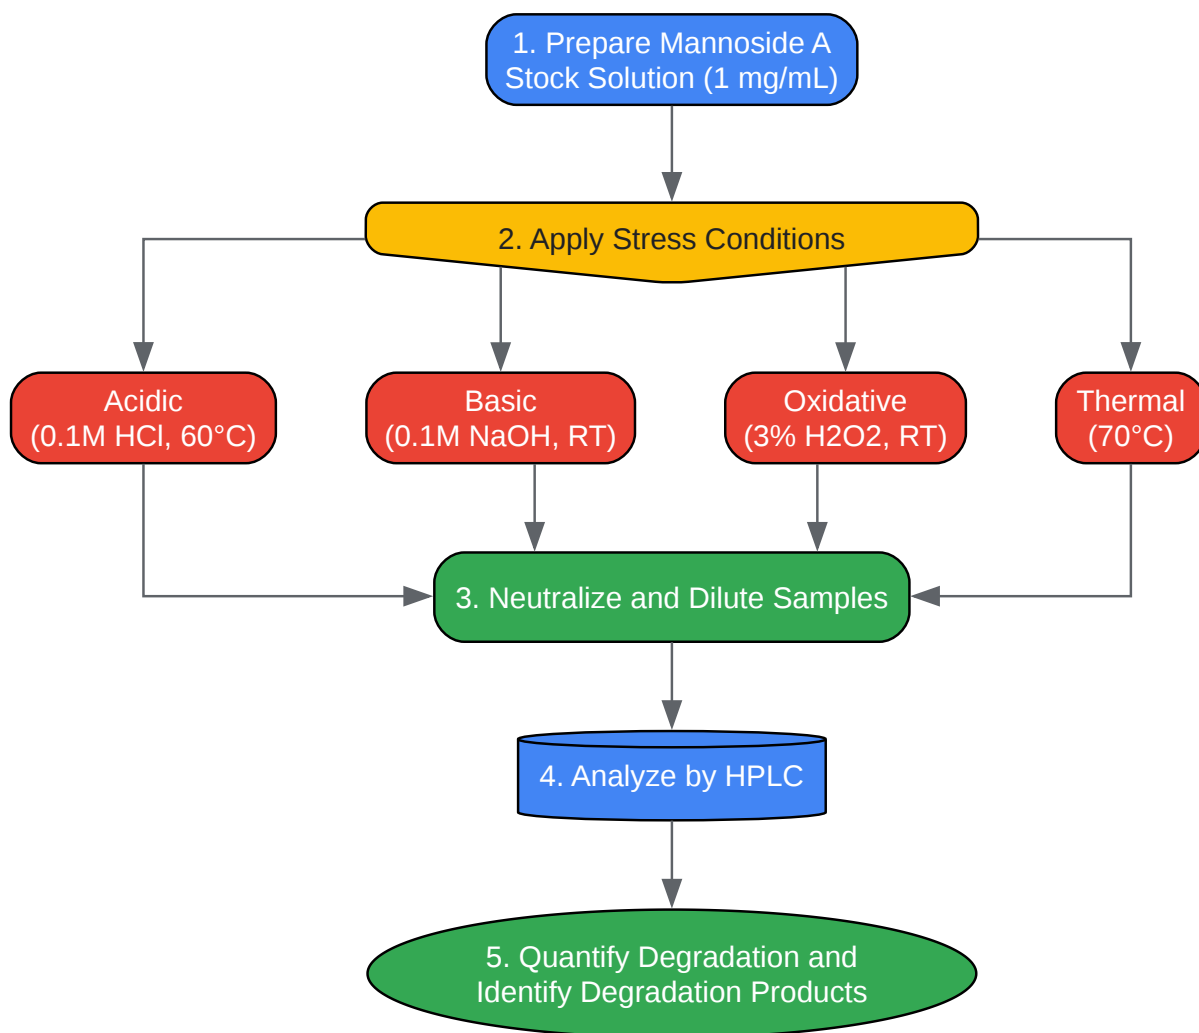 1. Prepare Mannoside A
Stock Solution (1 mg/mL)
2. Apply Stress Conditions
Acidic
(0.1M HCl, 60°C)
Basic
(0.1M NaOH, RT)
Oxidative
(3% H2O2, RT)
Thermal
(70°C)
3. Neutralize and Dilute Samples
4. Analyze by HPLC
5. Quantify Degradation and
Identify Degradation Products